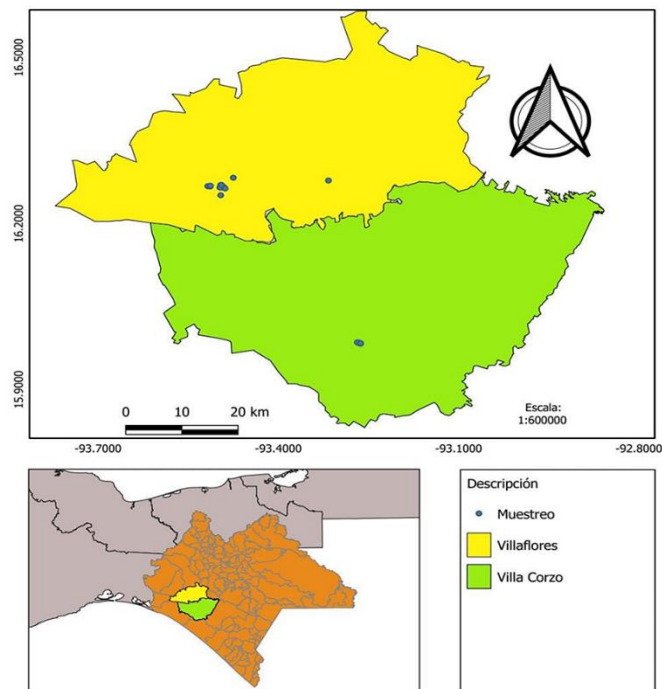 16.5000
16.2000
15.9000
0 10 20 km
Escala:
1:600000
-93.7000 -93.4000 -93.1000 -92.8000
Descripción
Muestreo
Villaflores
Villa Corzo